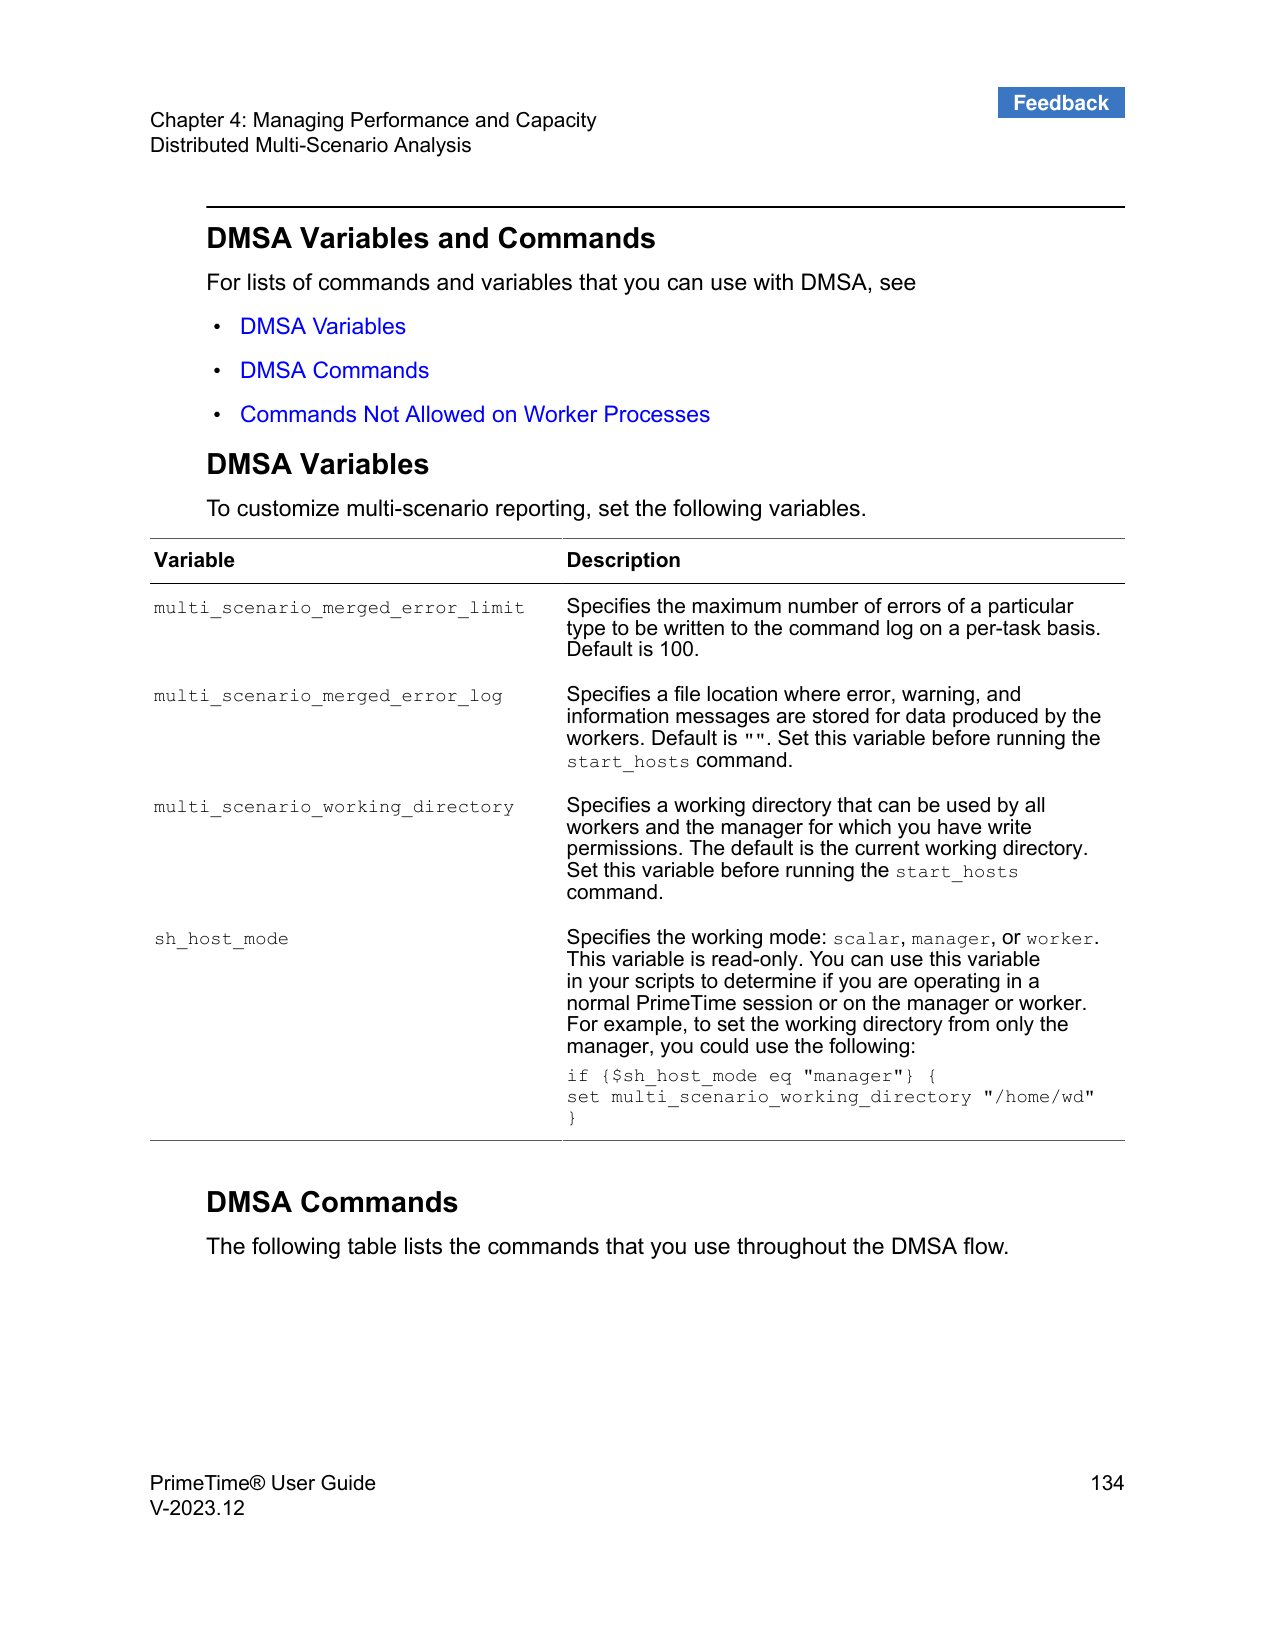 Feedback
Chapter 4: Managing Performance and Capacity
Distributed Multi-Scenario Analysis
DMSA Variables and Commands
For lists of commands and variables that you can use with DMSA, see
• DMSA Variables
• DMSA Commands
• Commands Not Allowed on Worker Processes
DMSA Variables
To customize multi-scenario reporting, set the following variables.
Variable Description
multi_scenario_merged_error_limit Specifies the maximum number of errors of a particular
type to be written to the command log on a per-task basis.
Default is 100.
multi_scenario_merged_error_log Specifies a file location where error, warning, and
information messages are stored for data produced by the
workers. Default is "". Set this variable before running the
start_hosts command.
multi_scenario_working_directory Specifies a working directory that can be used by all
workers and the manager for which you have write
permissions. The default is the current working directory.
Set this variable before running the start_hosts
command.
sh_host_mode Specifies the working mode: scalar, manager, or worker.
This variable is read-only. You can use this variable
in your scripts to determine if you are operating in a
normal PrimeTime session or on the manager or worker.
For example, to set the working directory from only the
manager, you could use the following:
if {$sh_host_mode eq "manager"} {
set multi_scenario_working_directory "/home/wd"
}
DMSA Commands
The following table lists the commands that you use throughout the DMSA flow.
PrimeTime® User Guide 134
V-2023.12